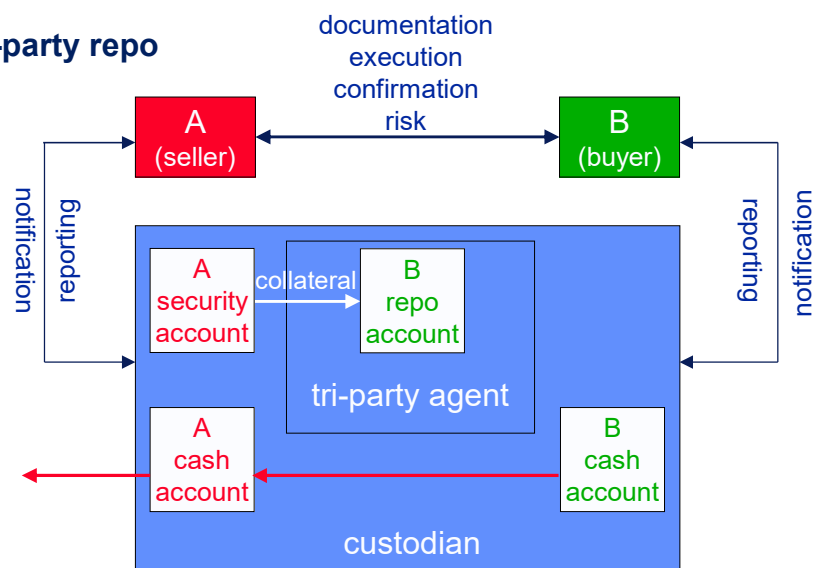 -party repo
documentation
execution
confirmation
risk
A
(seller)
B
(buyer)
notification
reporting
reporting
notification
A
security
account
collateral
B
repo
account
tri-party agent
A
cash
account
B
cash
account
custodian